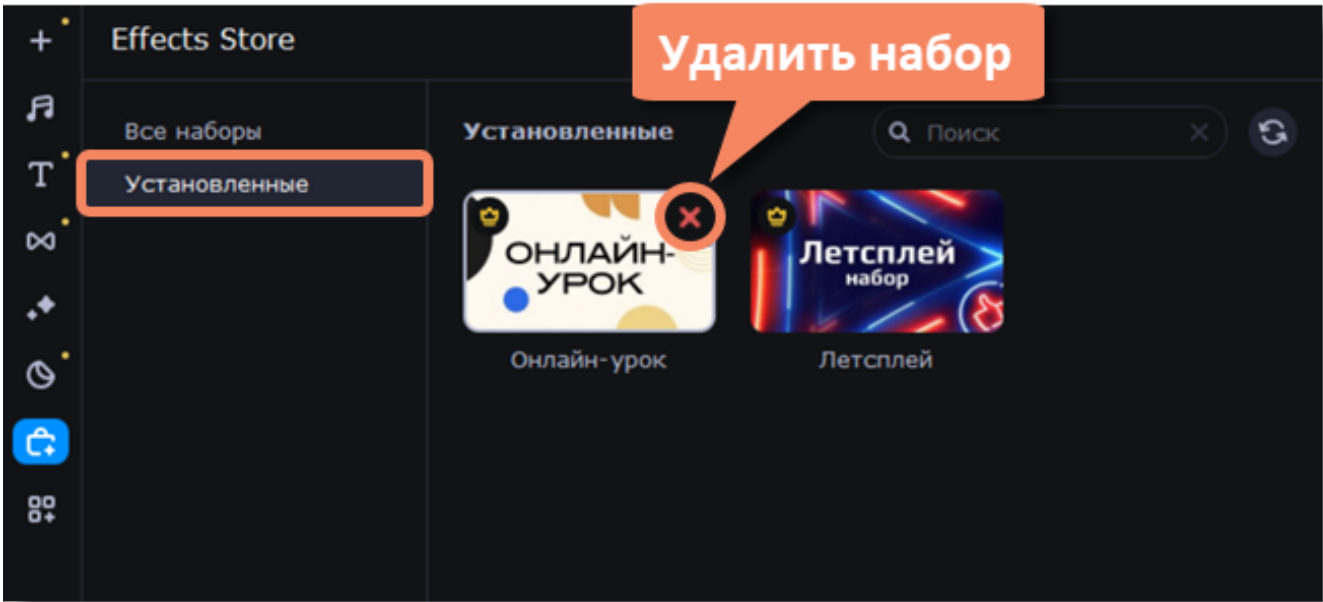 Effects Store
Удалить набор
Все наборы
Установленные
Установленные
Поиск
ОНЛАЙН-
УРОК
Летсплей
набор
Онлайн-урок
Летсплей